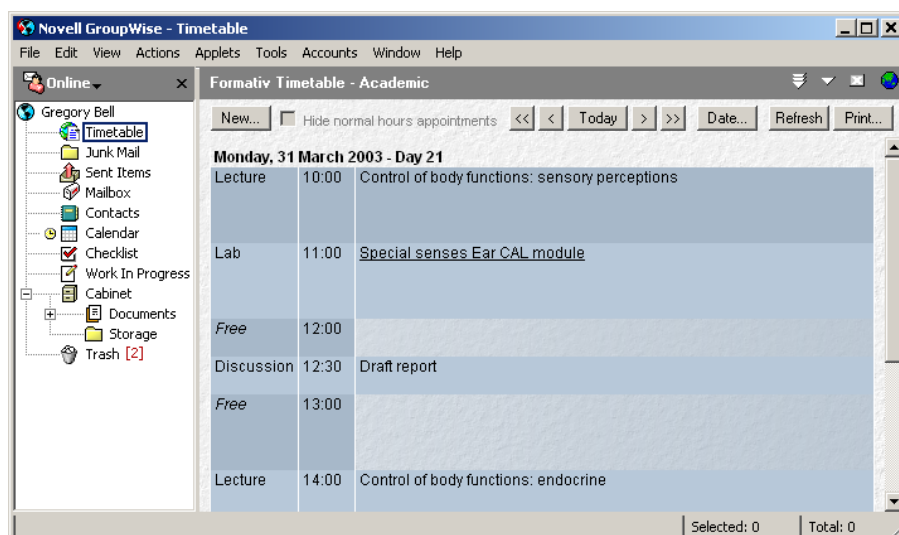 Novell GroupWise - Timetable
File Edit View Actions Applets Tools Accounts Window Help
Online
Formativ Timetable - Academic
Gregory Bell
Timetable
Junk Mail
Sent Items
Mailbox
Contacts
Calendar
Checklist
Work In Progress
Cabinet
Documents
Storage
Trash [2]
New... Hide normal hours appointments << < Today > >> Date... Refresh Print...
Monday, 31 March 2003 - Day 21
Lecture 10:00 Control of body functions: sensory perceptions
Lab 11:00 Special senses Ear CAL module
Free 12:00
Discussion 12:30 Draft report
Free 13:00
Lecture 14:00 Control of body functions: endocrine
Selected: 0 Total: 0